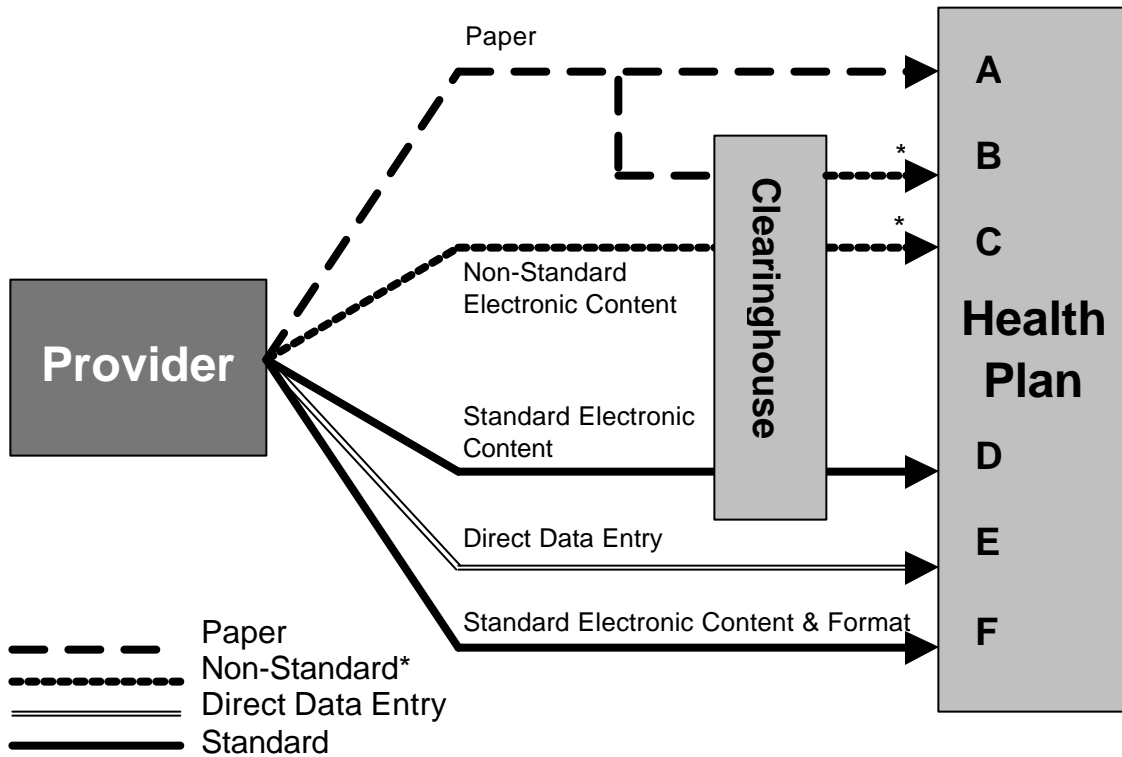 Paper
A
*
B
*
C
Non-Standard
Electronic Content
Clearinghouse
Health
Plan
Provider
Standard Electronic
Content
D
Direct Data Entry
E
Standard Electronic Content & Format
F
Paper
Non-Standard*
Direct Data Entry
Standard